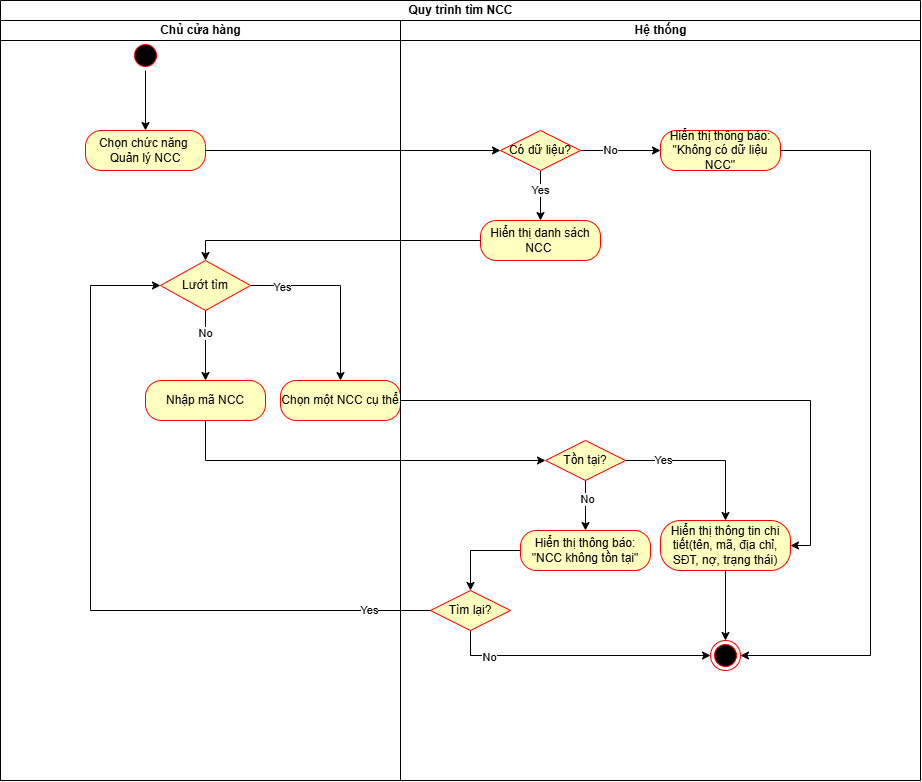 Quy trình tìm NCC
Chủ cửa hàng
Hệ thống
Chọn chức năng
Quản lý NCC
Có dữ liệu?
No
Hiển thị thông báo:
"Không có dữ liệu
NCC"
Yes
Hiển thị danh sách
NCC
Lướt tìm
Yes
No
Nhập mã NCC
Chọn một NCC cụ thể
Tồn tại?
Yes
No
Hiển thị thông báo:
"NCC không tồn tại"
Hiển thị thông tin chi
tiết(tên, mã, địa chỉ,
SĐT, nợ, trạng thái)
Tìm lại?
Yes
No